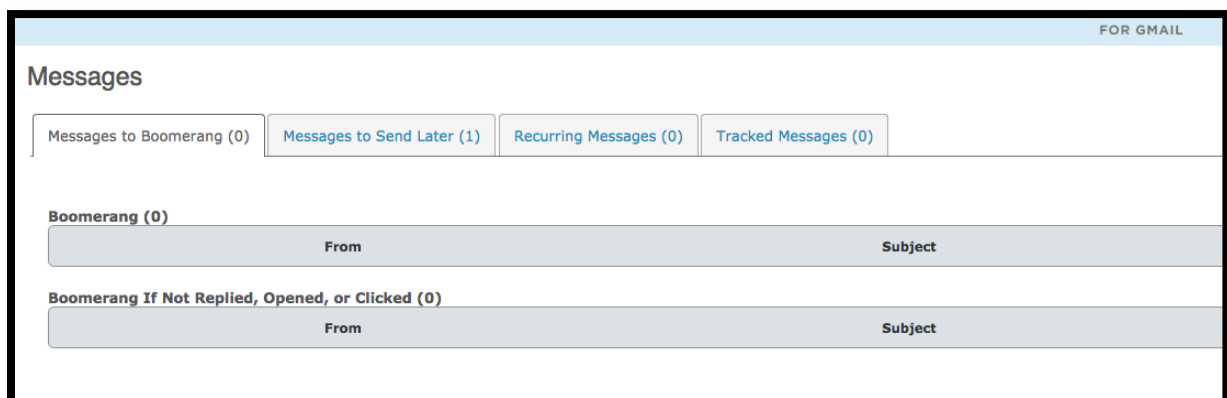 FOR GMAIL
Messages
Messages to Boomerang (0) Messages to Send Later (1) Recurring Messages (0) Tracked Messages (0)
Boomerang (0)
From Subject
Boomerang If Not Replied, Opened, or Clicked (0)
From Subject